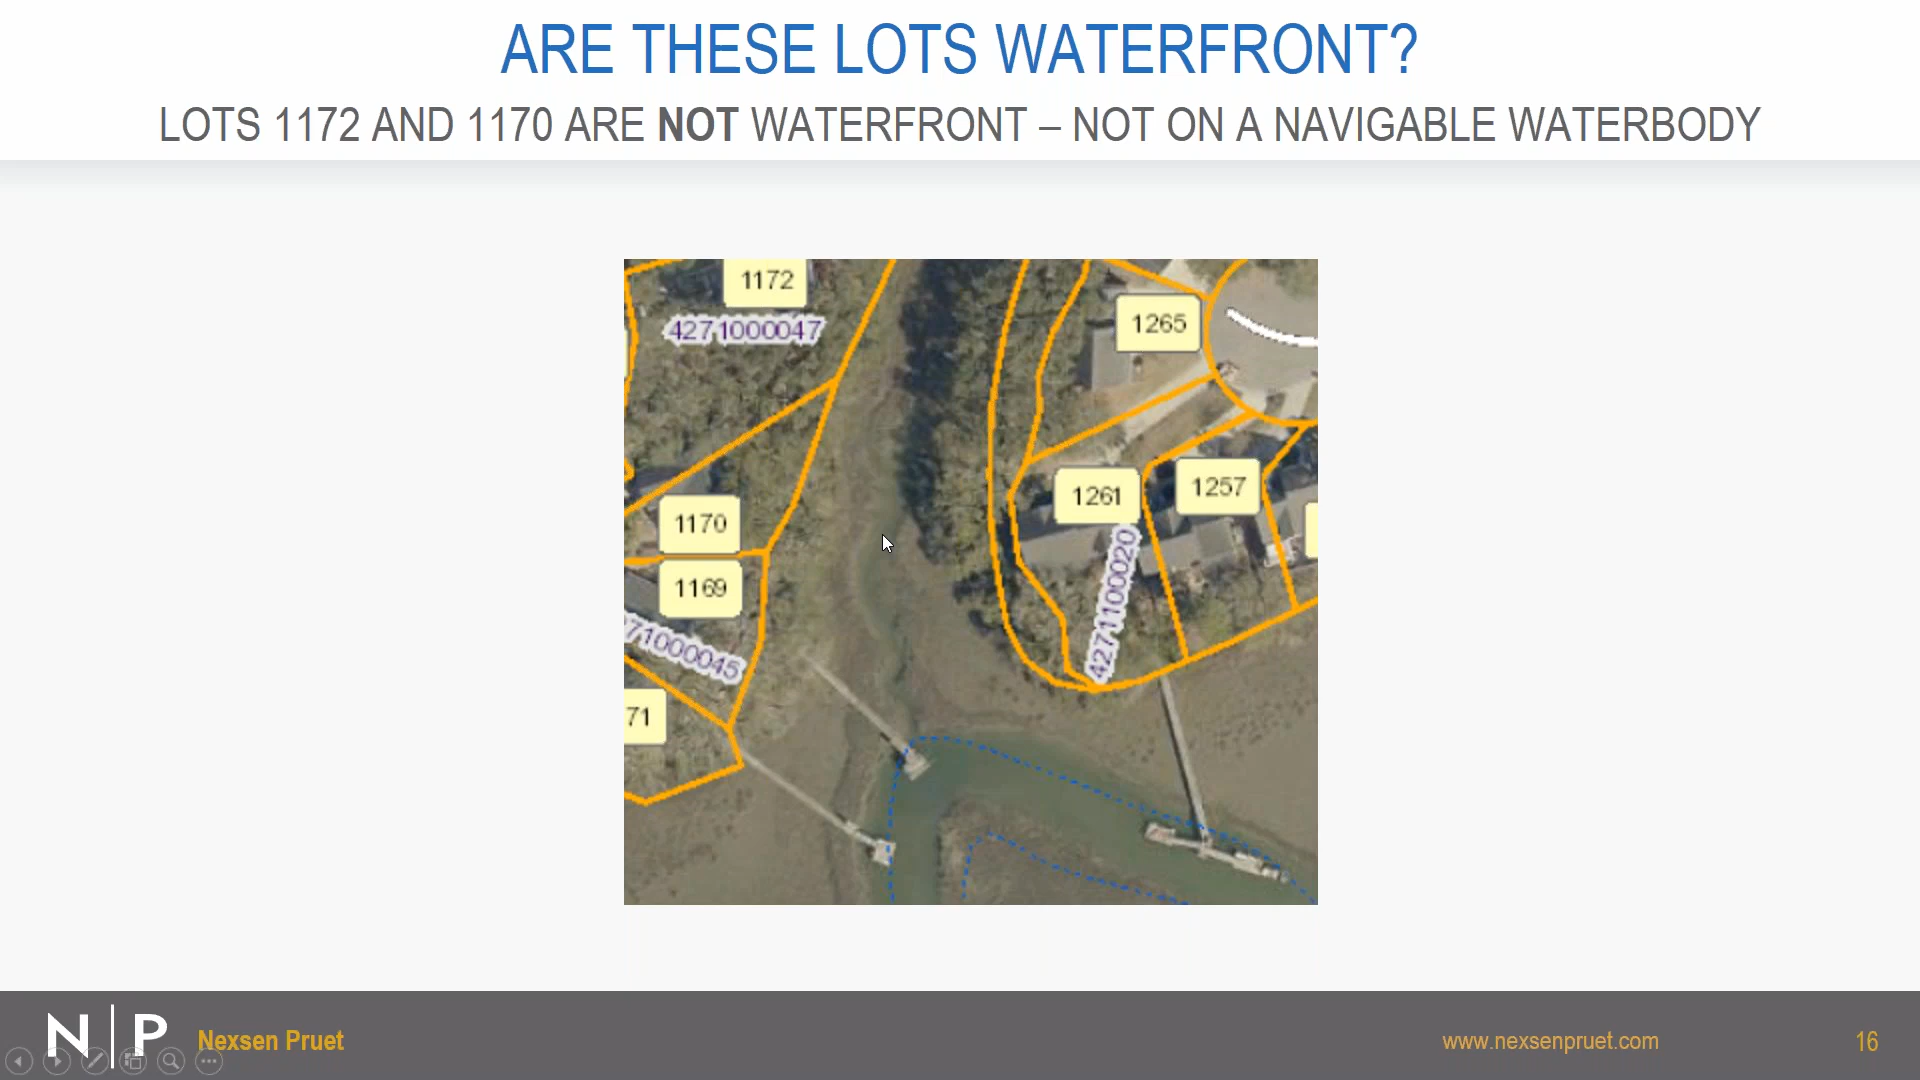 ARE THESE LOTS WATERFRONT?
LOTS 1172 AND 1170 ARE NOT WATERFRONT – NOT ON A NAVIGABLE WATERBODY
1172
4271000047
1265
1261
1257
1170
1169
4271100020
71000045
71
N|P
Nexsen Pruet
www.nexsenpruet.com
16